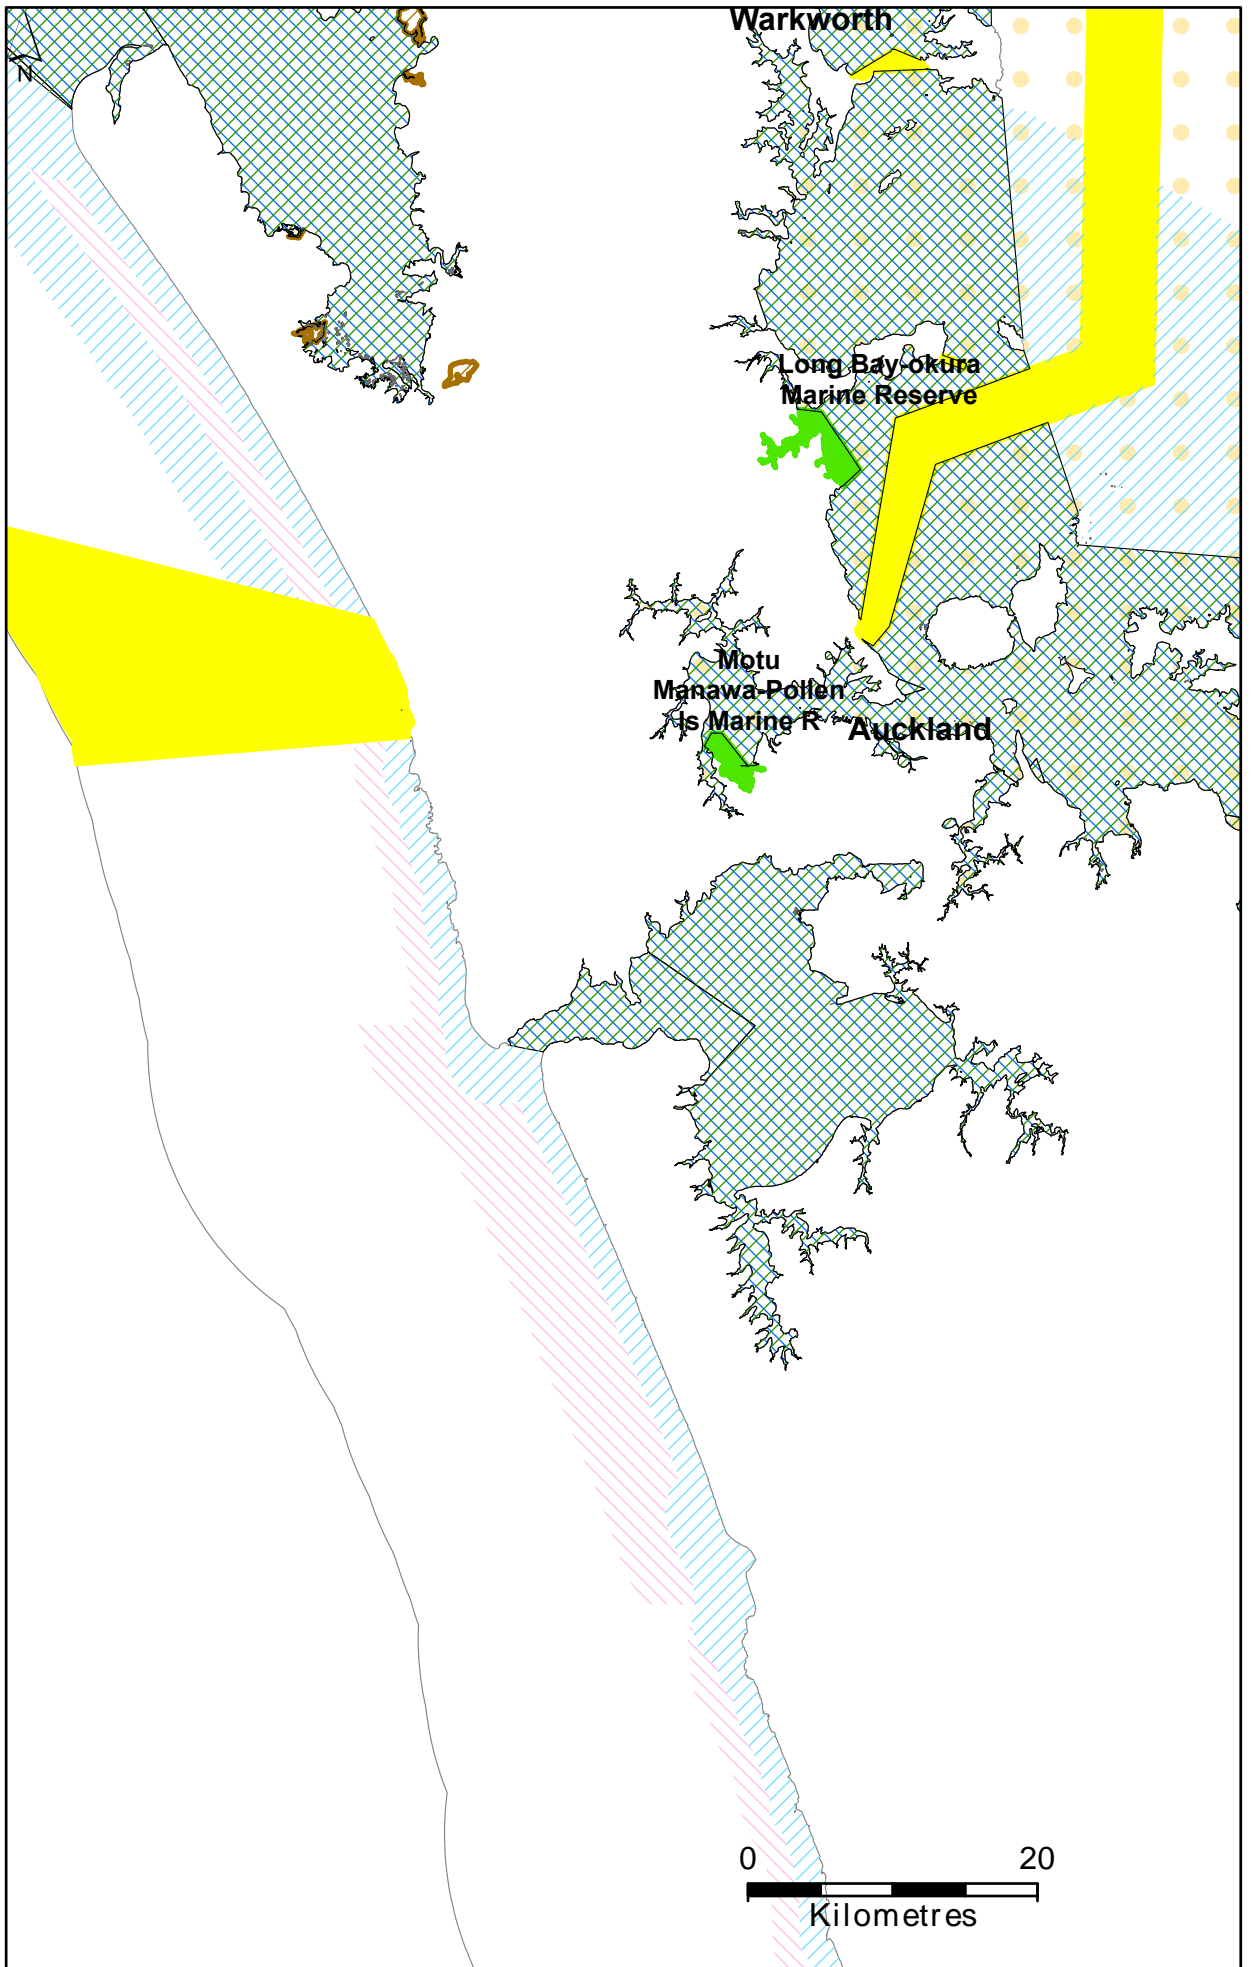 Warkworth
N
Long Bay-okura
Marine Reserve
Motu
Manawa-Pollen
Is Marine R
Auckland
0 20
Kilometres